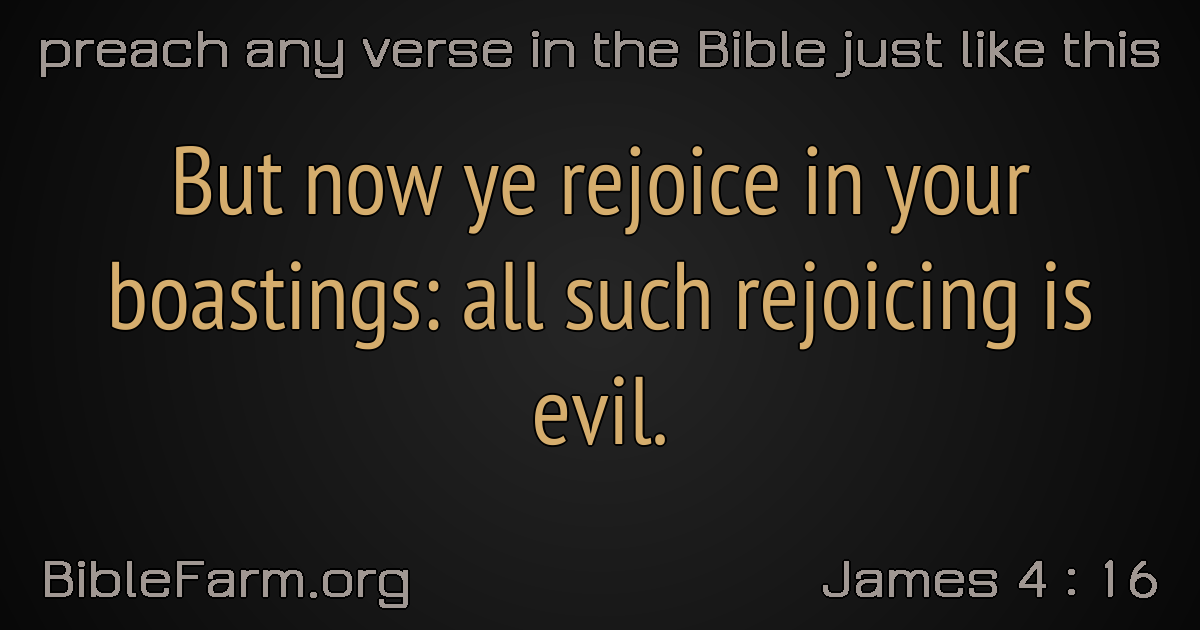 preach any verse in the Bible just like this
But now ye rejoice in your
boastings: all such rejoicing is
evil.
BibleFarm.org
James 4 : 16